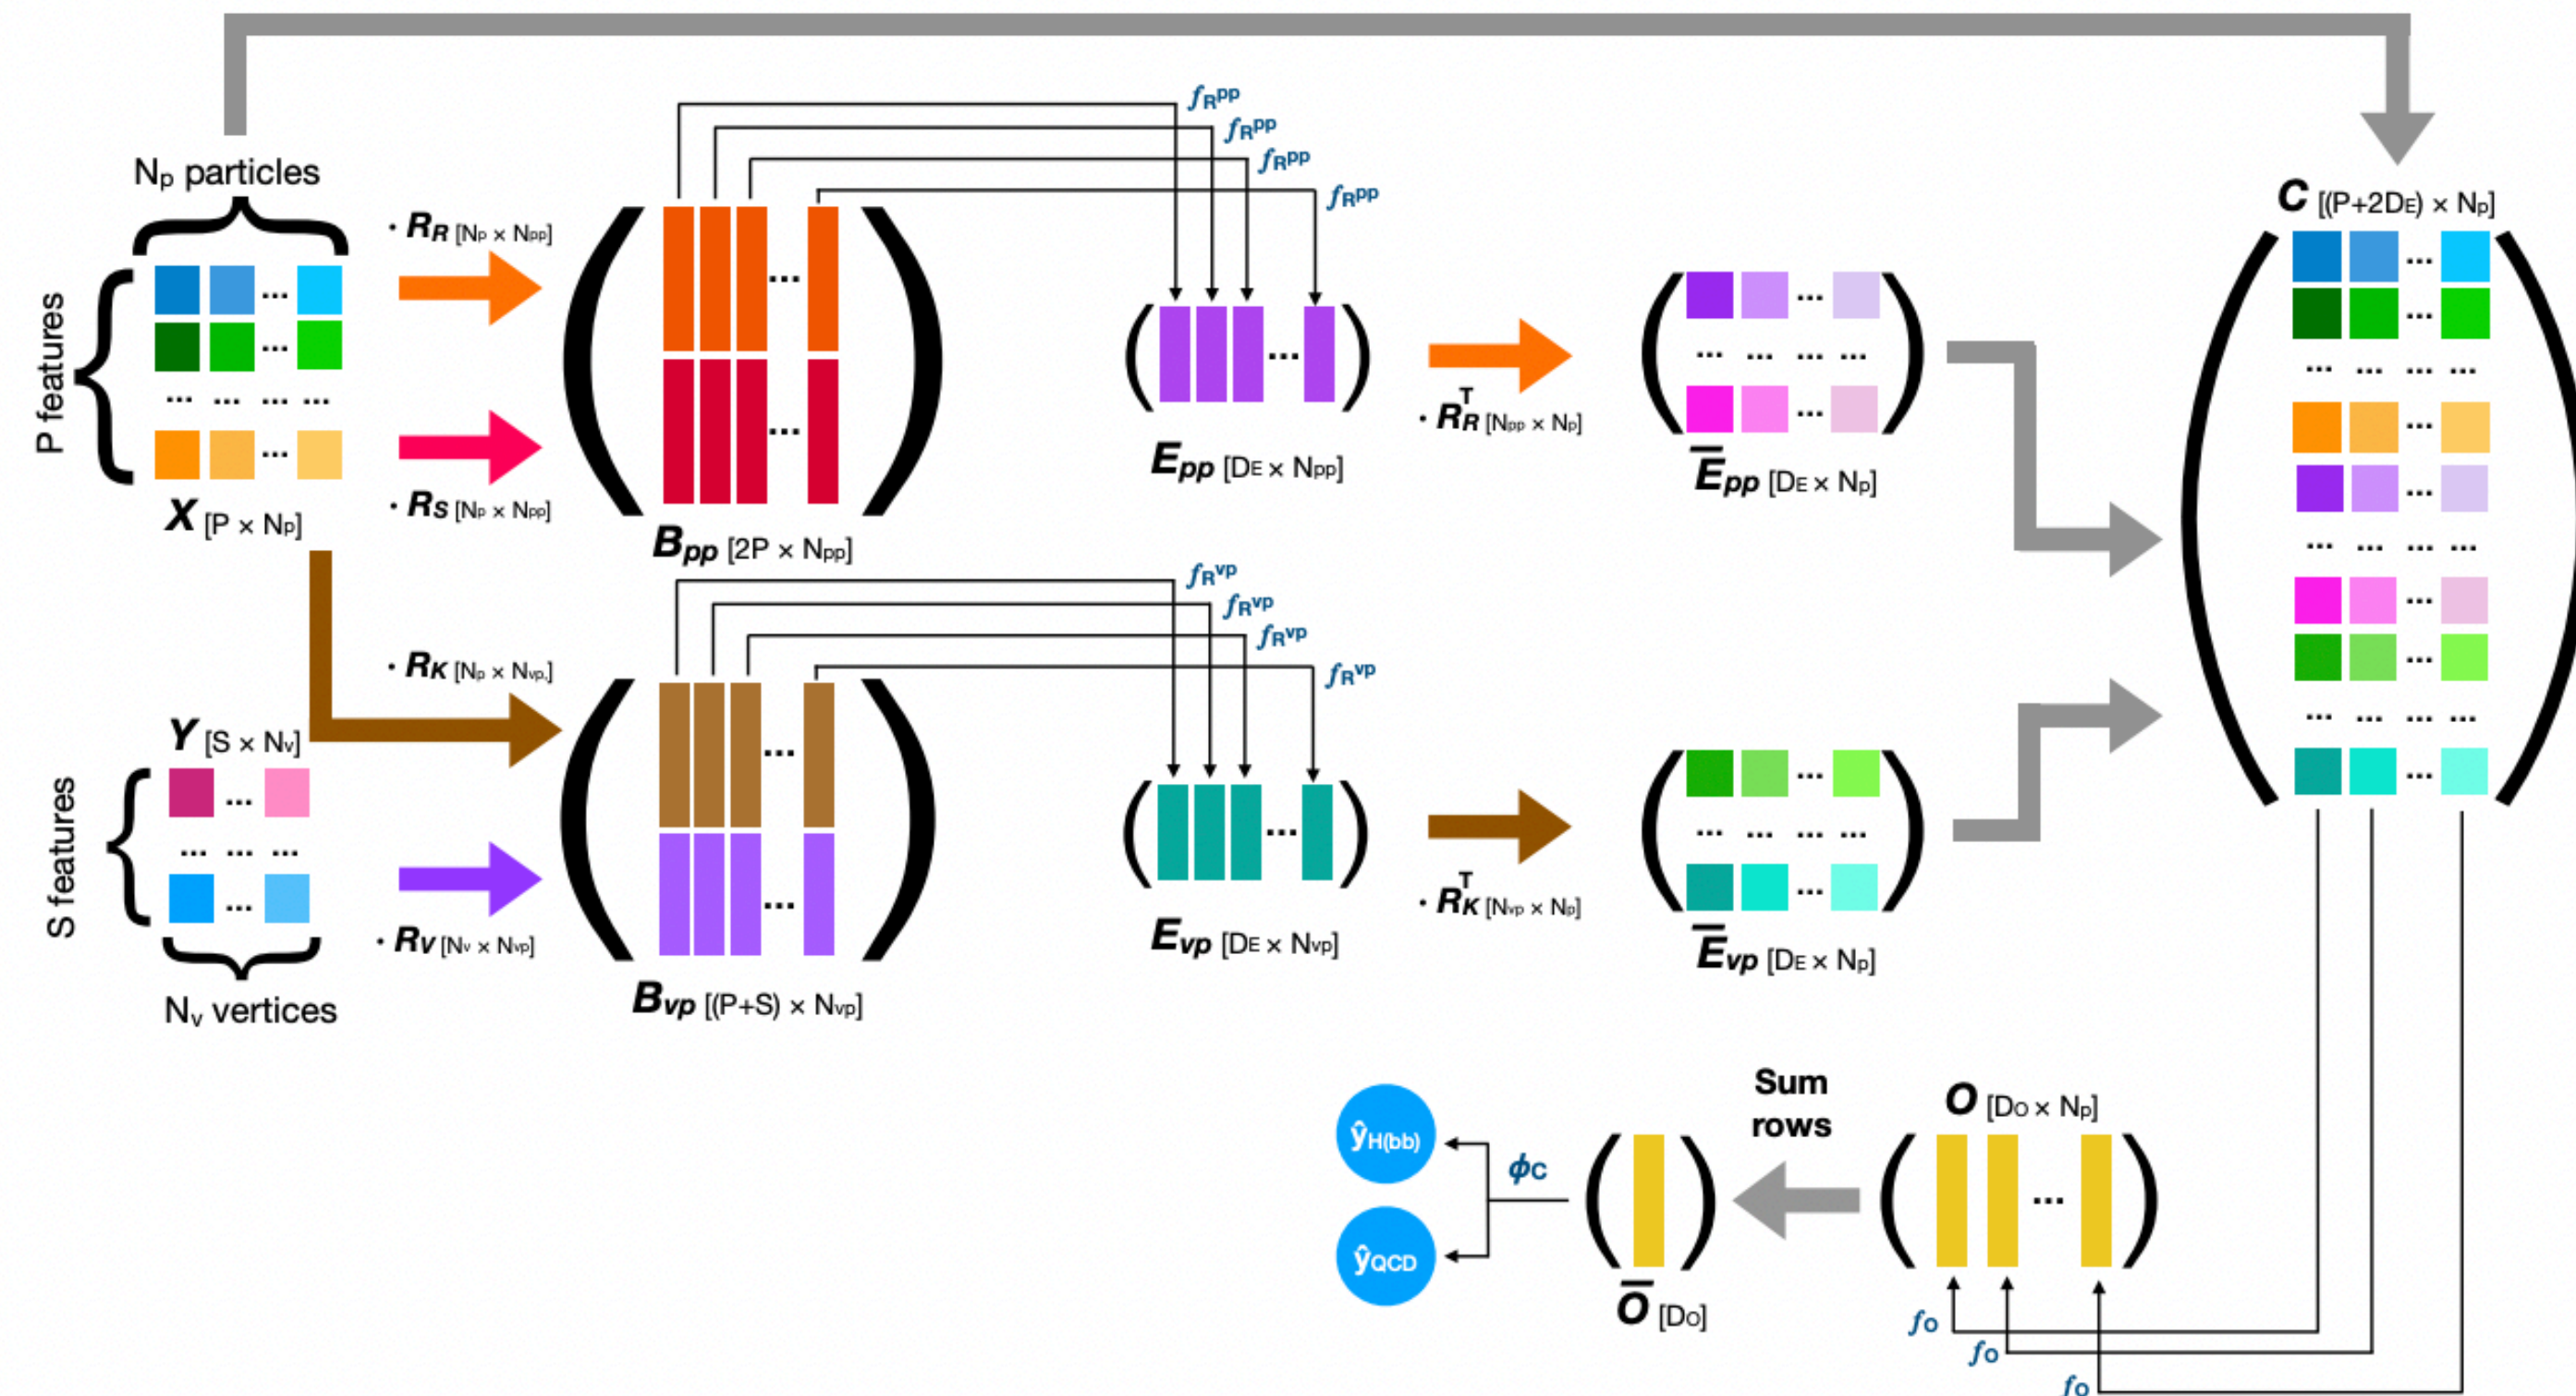 Np particles
P features
X [P × Np]
· RR [Np × Npp]
· RS [Np × Npp]
Bpp [2P × Npp]
fRpp
fRpp
fRpp
fRpp
Epp [DE × Npp]
· RRT [Npp × Np]
E̅pp [DE × Np]
C [(P+2DE) × Np]
Y [S × Nv]
S features
Nv vertices
· RK [Np × Nvp,]
· RV [Nv × Nvp]
Bvp [(P+S) × Nvp]
fRvp
fRvp
fRvp
fRvp
Evp [DE × Nvp]
· RKT [Nvp × Np]
E̅vp [DE × Np]
fO
fO
fO
O [DO × Np]
Sum
rows
O̅ [DO]
ϕC
ŷH(bb)
ŷQCD